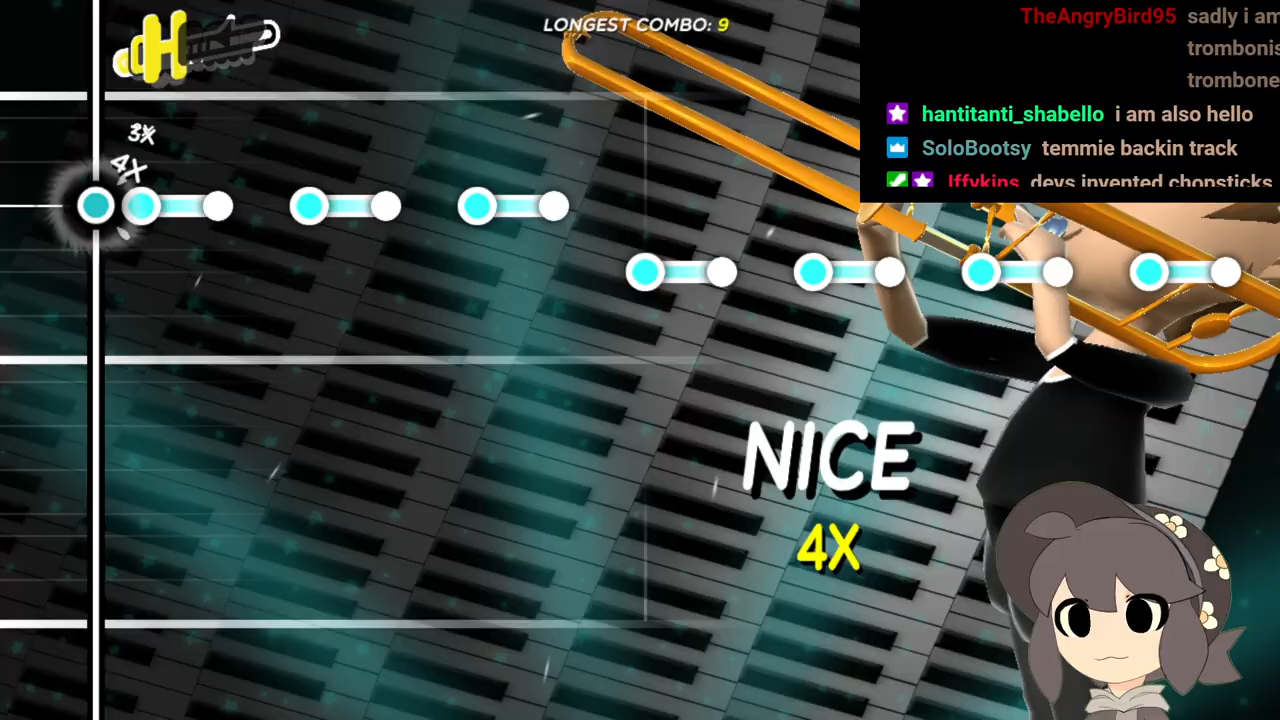 LONGEST COMBO: 9
TheAngryBird95 sadly i am
trombonis
trombone
hantitanti_shabello i am also hello
SoloBootsy temmie backin track
Iffykins devs invented chopsticks
3X
4X
NICE
4X